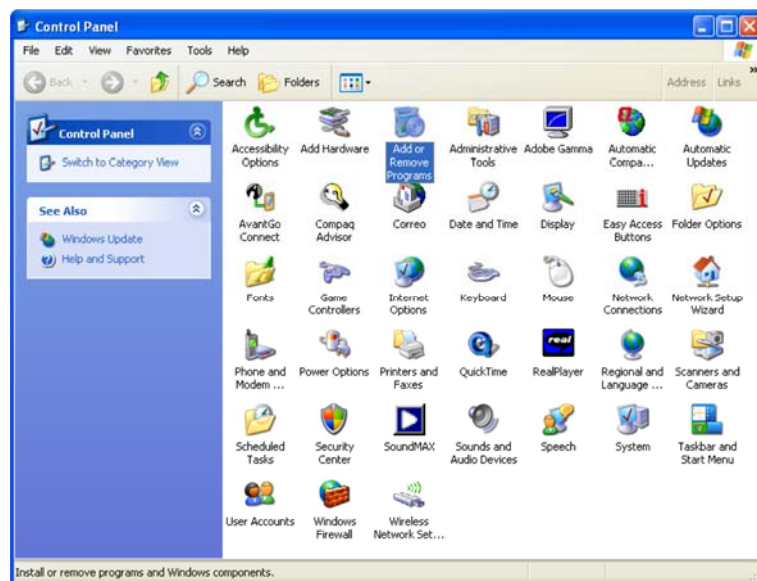 Control Panel
File Edit View Favorites Tools Help
Back Search Folders Address Links »
Control Panel
Switch to Category View
See Also
Windows Update
Help and Support
Accessibility Add Hardware Add or Administrative Adobe Gamma Automatic Automatic
Options Remove Tools Compa... Updates
Programs
AvantGo Compaq Correo Date and Time Display Easy Access Folder Options
Connect Advisor Buttons
Fonts Game Internet Keyboard Mouse Network Network Setup
Controllers Options Connections Wizard
real
Phone and Power Options Printers and QuickTime RealPlayer Regional and Scanners and
Modem ... Faxes Language ... Cameras
Scheduled Security SoundMAX Sounds and Speech System Taskbar and
Tasks Center Audio Devices Start Menu
User Accounts Windows Wireless
Firewall Network Set...
Install or remove programs and Windows components.